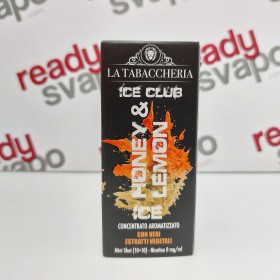 ready
svapo
ready
svapo
ready
svapo
LA TABACCHERIA
ICE CLUB
HONEY &
ICE LEMON
CONCENTRATO AROMATIZZATO
CON VERI
ESTRATTI VEGETALI
Mini Shot (10+10) - Nicotina 0 mg/ml